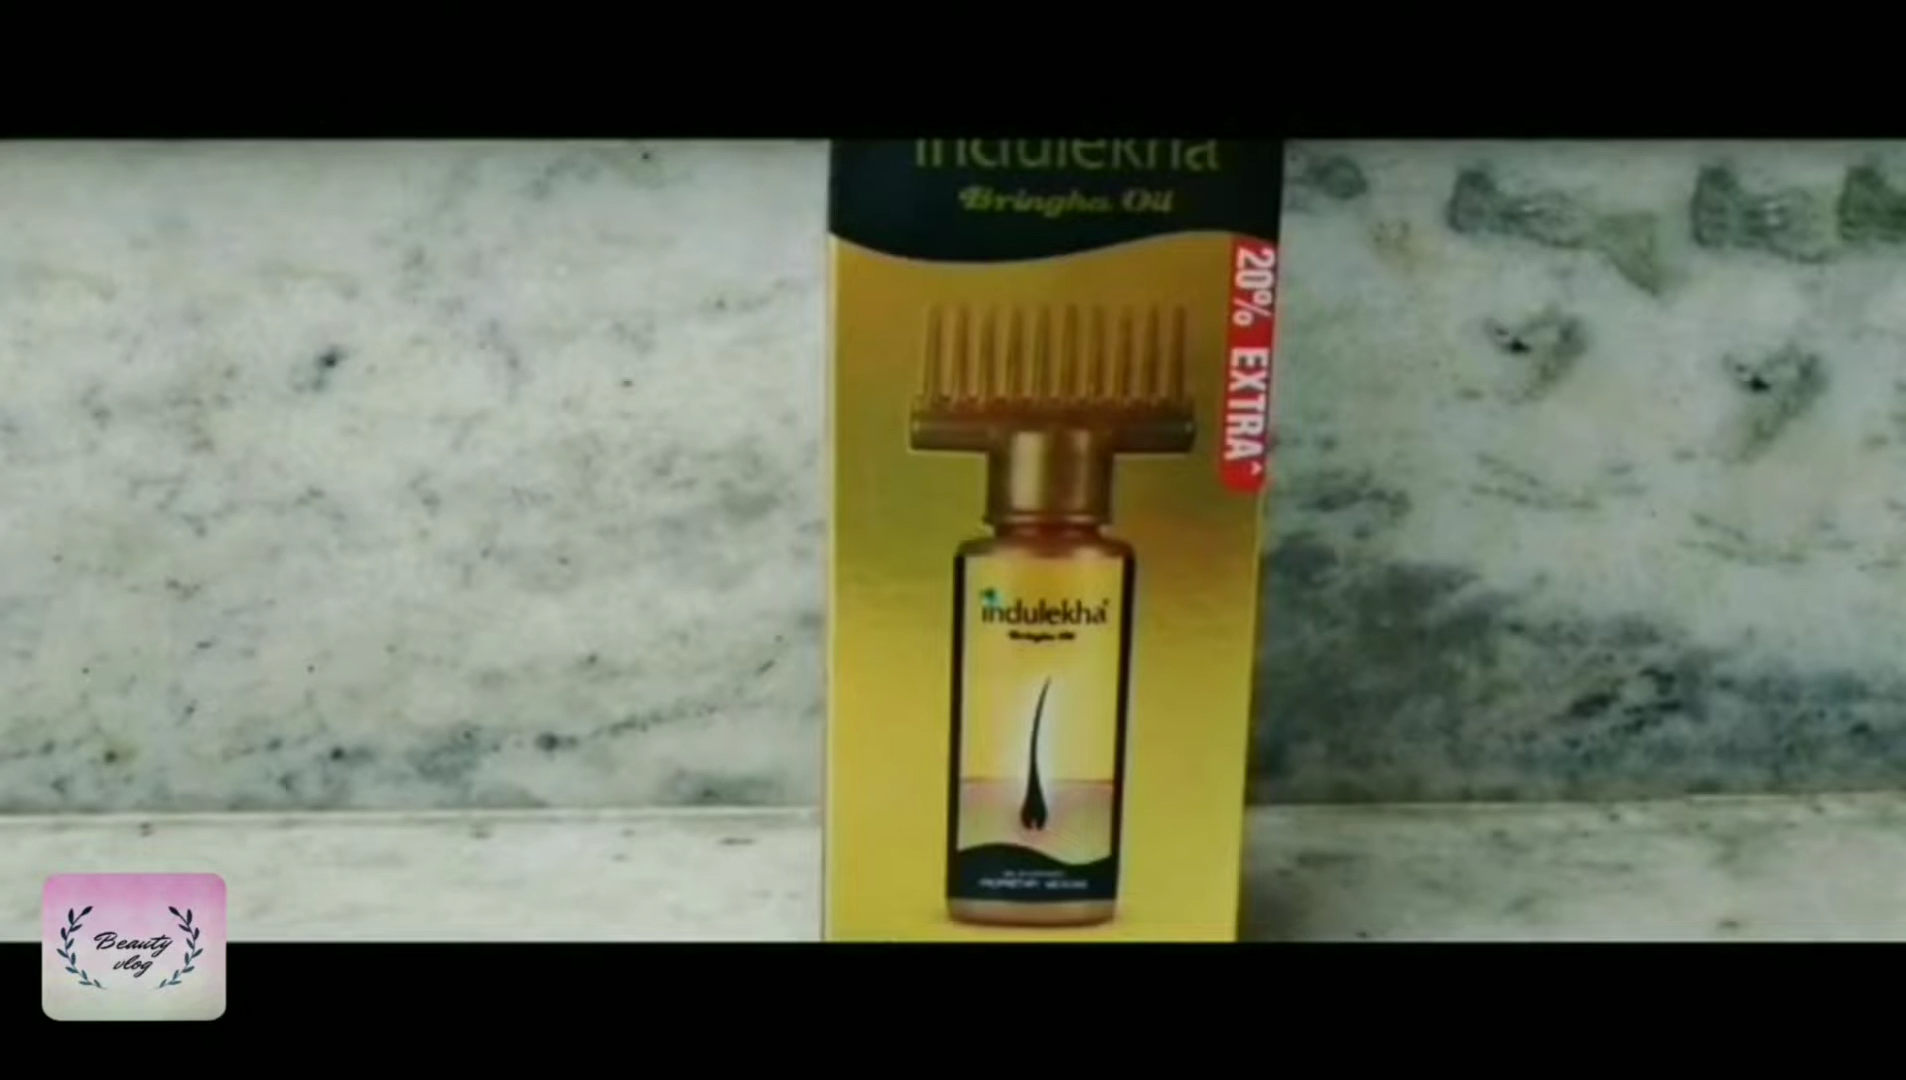 indulekha
Bringha Oil
20% EXTRA^
indulekha
Bringha Oil
Beauty
vlog